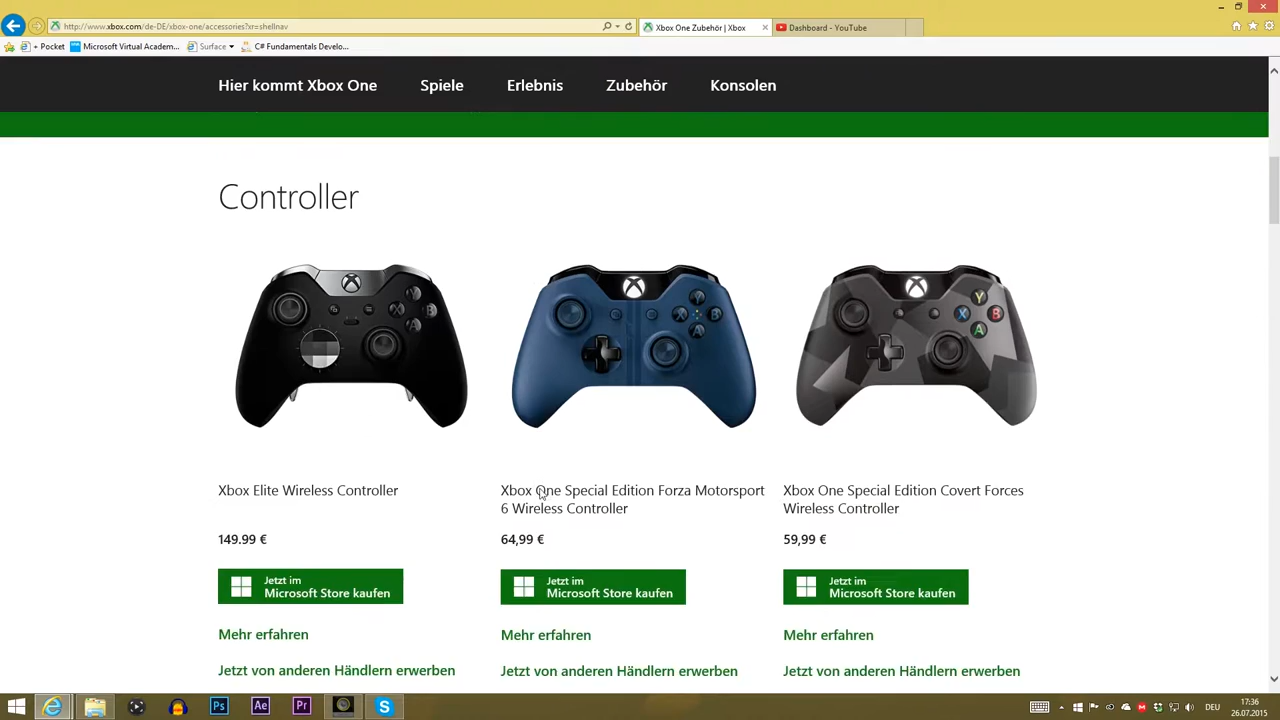 http://www.xbox.com/de-DE/xbox-one/accessories?xr=shellnav
Xbox One Zubehör | Xbox
Dashboard - YouTube
+ Pocket
Microsoft Virtual Academ...
Surface
C# Fundamentals Develo...
Hier kommt Xbox One
Spiele
Erlebnis
Zubehör
Konsolen
Controller
Y
X
B
A
X
B
Y
A
Y
X
B
A
Xbox Elite Wireless Controller
149.99 €
Jetzt im
Microsoft Store kaufen
Mehr erfahren
Jetzt von anderen Händlern erwerben
Xbox One Special Edition Forza Motorsport
6 Wireless Controller
64,99 €
Jetzt im
Microsoft Store kaufen
Mehr erfahren
Jetzt von anderen Händlern erwerben
Xbox One Special Edition Covert Forces
Wireless Controller
59,99 €
Jetzt im
Microsoft Store kaufen
Mehr erfahren
Jetzt von anderen Händlern erwerben
Ps
Ae
Pr
DEU
17:36
26.07.2015